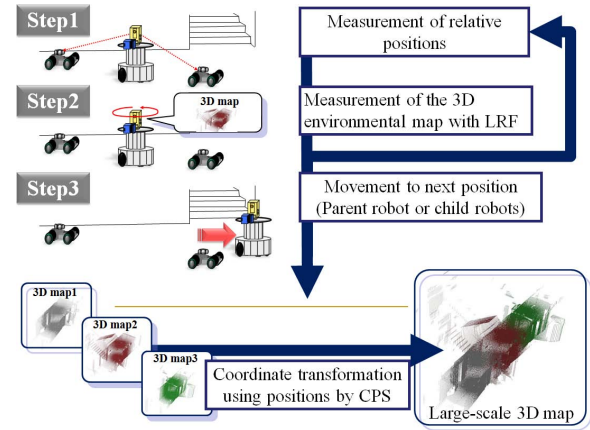 Step1
Measurement of relative
positions
Step2
3D map
Measurement of the 3D
environmental map with LRF
Step3
Movement to next position
(Parent robot or child robots)
3D map1
3D map2
3D map3
Coordinate transformation
using positions by CPS
Large-scale 3D map